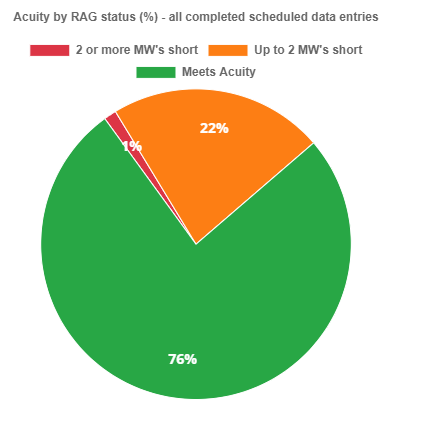 Acuity by RAG status (%) - all completed scheduled data entries
2 or more MW's short Up to 2 MW's short
Meets Acuity
22%
1%
76%